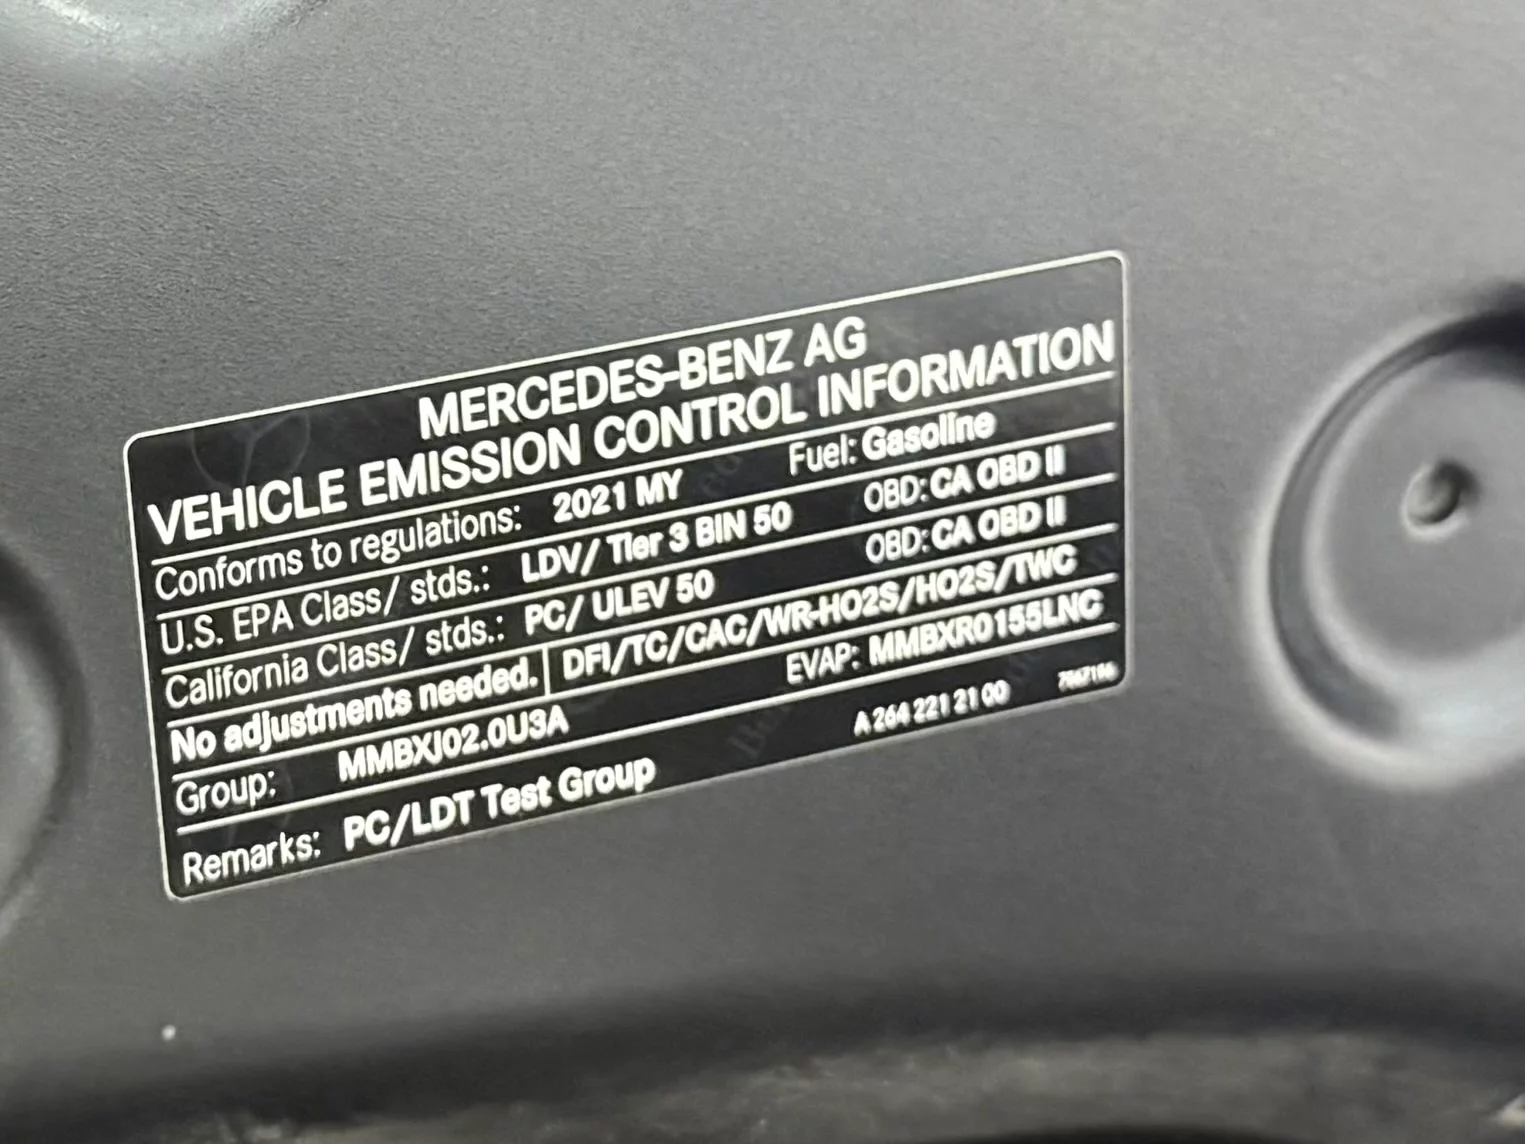 MERCEDES-BENZ AG
VEHICLE EMISSION CONTROL INFORMATION
Conforms to regulations: 2021 MY Fuel: Gasoline
U.S. EPA Class/ stds.: LDV/ Tier 3 BIN 50 OBD: CA OBD II
California Class/ stds.: PC/ ULEV 50 OBD: CA OBD II
No adjustments needed. DFI/TC/CAC/WR-HO2S/HO2S/TWC
Group: MMBXJ02.0U3A EVAP: MMBXR0155LNC
Remarks: PC/LDT Test Group A 264 221 21 00